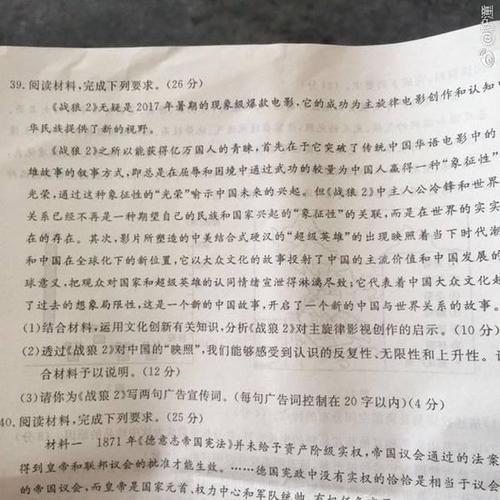 39.阅读材料,完成下列要求。(26分)
《战狼2》无疑是2017年暑期的现象级爆款电影,它的成功为主旋律电影创作和认知中
华民族提供了新的视野。
《战狼2》之所以能获得亿万国人的青睐,首先在于它突破了传统中国华语电影中的
雄故事的叙事方式,即总是在屈辱和困境中通过武功的较量为中国人赢得一种“象征性”
光荣,通过这种象征性的“光荣”喻示中国未来的兴起。但《战狼2》中主人公冷锋和世界
关系已经不再是一种期望自己的民族和国家兴起的“象征性”的关联,而是在世界的实实
在的存在。其次,影片所塑造的中美结合式硬汉的“超级英雄”的出现映照着当下时代潮
和中国在全球化下的新位置,它以大众文化的故事投射了中国的主流价值和中国发展的
球意义,把观众对国家和超级英雄的认同情绪宣泄得淋漓尽致;它代表着中国大众文化起
了过去的想象局限性,这是一个新的中国故事,开启了一个新的中国与世界关系的故事。
(1)结合材料,运用文化创新有关知识,分析《战狼2》对主旋律影视创作的启示。(10分)
(2)透过《战狼2》对中国的“映照”,我们能够感受到认识的反复性、无限性和上升性。
合材料予以说明。(12分)
(3)请你为《战狼2》写两句广告宣传词。(每句广告词控制在20字以内)(4分)
40.阅读材料,完成下列要求。(25分)
材料一 1871年《德意志帝国宪法》并未给予资产阶级实权,帝国议会通过的法案
得到皇帝和联邦议会的批准才能生效。……德国宪政中没有实权的恰恰是相当于议会
的帝国议会,而皇帝是国家元首、权力中心和军队统帅,